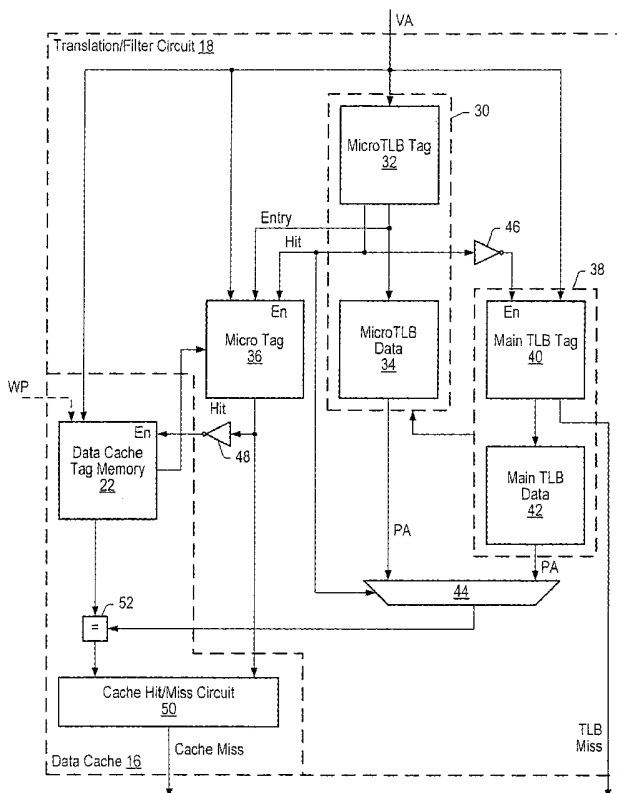 VA
Translation/Filter Circuit 18
30
MicroTLB Tag
32
Entry
46
Hit
38
En
En
Micro Tag
36
MicroTLB
Data
34
Main TLB Tag
40
WP
Hit
En
48
Data Cache
Tag Memory
22
Main TLB
Data
42
PA
PA
44
52
=
Cache Hit/Miss Circuit
50
TLB
Miss
Cache Miss
Data Cache 16